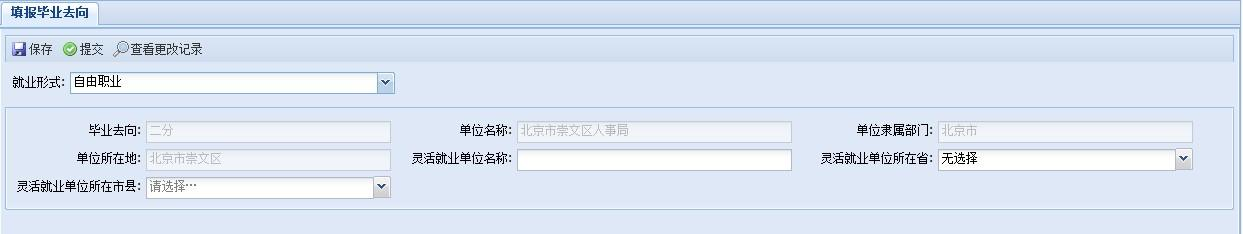 填报毕业去向
保存 提交 查看更改记录
就业形式: 自由职业
毕业去向: 二分 单位名称: 北京市崇文区人事局 单位隶属部门: 北京市
单位所在地: 北京市崇文区 灵活就业单位名称: 灵活就业单位所在省: 无选择
灵活就业单位所在市县: 请选择…